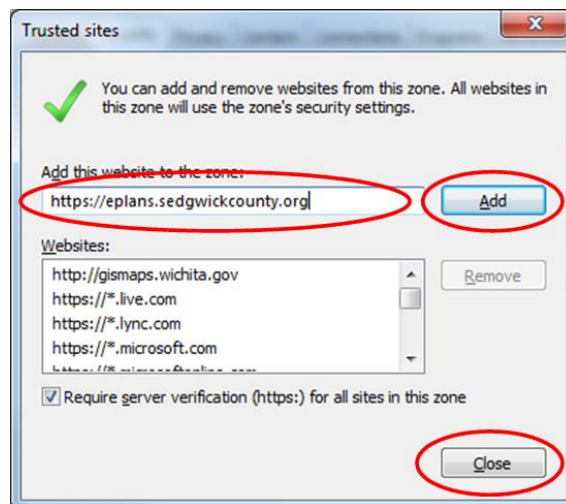 Trusted sites
You can add and remove websites from this zone. All websites in
this zone will use the zone's security settings.
Add this website to the zone:
https://eplans.sedgwickcounty.org
Add
Websites:
http://gismaps.wichita.gov
https://*.live.com
https://*.lync.com
https://*.microsoft.com
Remove
Require server verification (https:) for all sites in this zone
Close